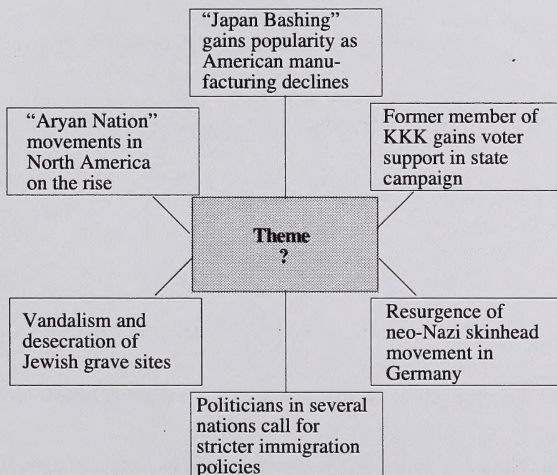 “Japan Bashing”
gains popularity as
American manu-
facturing declines
“Aryan Nation”
movements in
North America
on the rise
Former member of
KKK gains voter
support in state
campaign
Theme
?
Vandalism and
desecration of
Jewish grave sites
Resurgence of
neo-Nazi skinhead
movement in
Germany
Politicians in several
nations call for
stricter immigration
policies